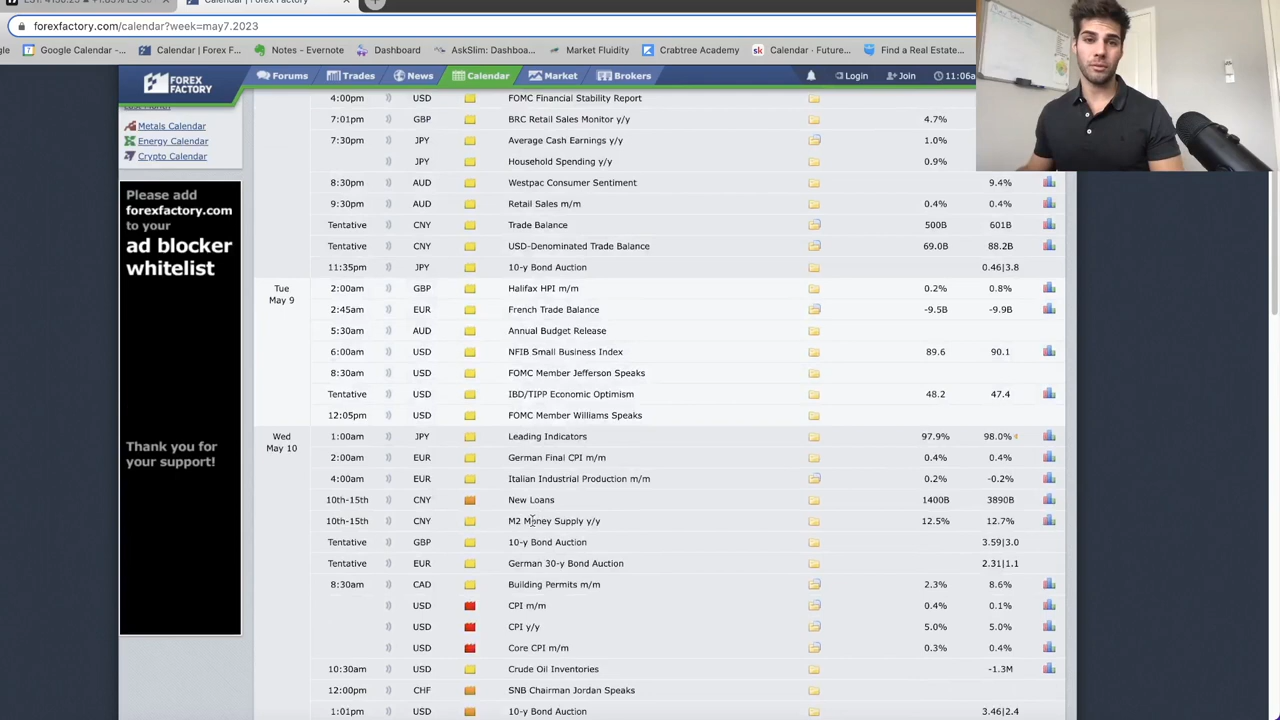 Calendar | Forex Factory
forexfactory.com/calendar?week=may7.2023
Google Calendar -... Calendar | Forex F... Notes - Evernote Dashboard AskSlim: Dashboa... Market Fluidity Crabtree Academy sk Calendar · Future... Find a Real Estate...
FOREX FACTORY Forums Trades News Calendar Market Brokers Login Join 11:06a
Metals Calendar
Energy Calendar
Crypto Calendar
Please add
forexfactory.com
to your
ad blocker
whitelist
Thank you for
your support!
4:00pm USD FOMC Financial Stability Report
7:01pm GBP BRC Retail Sales Monitor y/y 4.7%
7:30pm JPY Average Cash Earnings y/y 1.0%
JPY Household Spending y/y 0.9%
8:30pm AUD Westpac Consumer Sentiment 9.4%
9:30pm AUD Retail Sales m/m 0.4% 0.4%
Tentative CNY Trade Balance 500B 601B
Tentative CNY USD-Denominated Trade Balance 69.0B 88.2B
11:35pm JPY 10-y Bond Auction 0.46|3.8
Tue May 9 2:00am GBP Halifax HPI m/m 0.2% 0.8%
2:45am EUR French Trade Balance -9.5B -9.9B
5:30am AUD Annual Budget Release
6:00am USD NFIB Small Business Index 89.6 90.1
8:30am USD FOMC Member Jefferson Speaks
Tentative USD IBD/TIPP Economic Optimism 48.2 47.4
12:05pm USD FOMC Member Williams Speaks
Wed May 10 1:00am JPY Leading Indicators 97.9% 98.0%
2:00am EUR German Final CPI m/m 0.4% 0.4%
4:00am EUR Italian Industrial Production m/m 0.2% -0.2%
10th-15th CNY New Loans 1400B 3890B
10th-15th CNY M2 Money Supply y/y 12.5% 12.7%
Tentative GBP 10-y Bond Auction 3.59|3.0
Tentative EUR German 30-y Bond Auction 2.31|1.1
8:30am CAD Building Permits m/m 2.3% 8.6%
USD CPI m/m 0.4% 0.1%
USD CPI y/y 5.0% 5.0%
USD Core CPI m/m 0.3% 0.4%
10:30am USD Crude Oil Inventories -1.3M
12:00pm CHF SNB Chairman Jordan Speaks
1:01pm USD 10-y Bond Auction 3.46|2.4